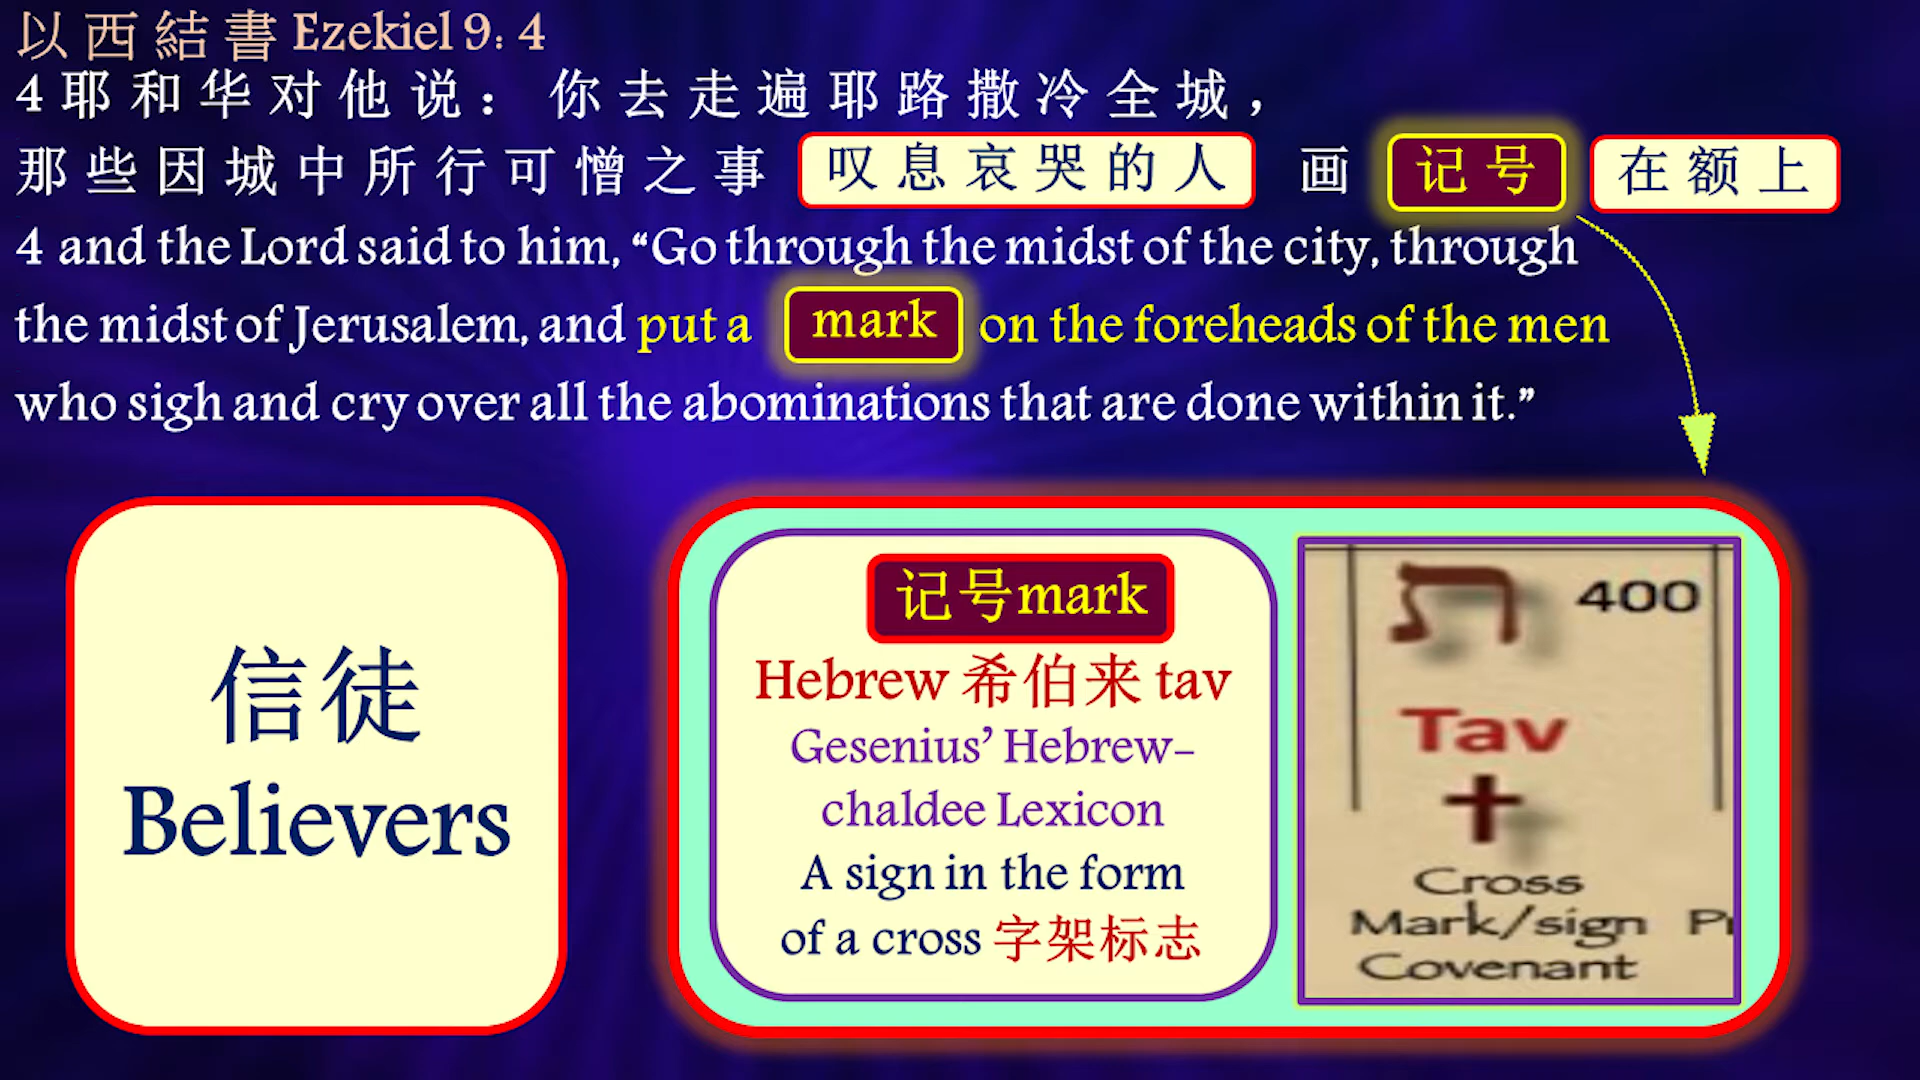 以西結書 Ezekiel 9: 4
4 耶和华对他说： 你去走遍耶路撒冷全城，
那些因城中所行可憎之事 叹息哀哭的人 画 记号 在额上
4 and the Lord said to him, “Go through the midst of the city, through
the midst of Jerusalem, and put a mark on the foreheads of the men
who sigh and cry over all the abominations that are done within it.”
信徒
Believers
记号mark
Hebrew 希伯来 tav
Gesenius’ Hebrew-
chaldee Lexicon
A sign in the form
of a cross 字架标志
ת 400
Tav
Cross
Mark/sign
Covenant